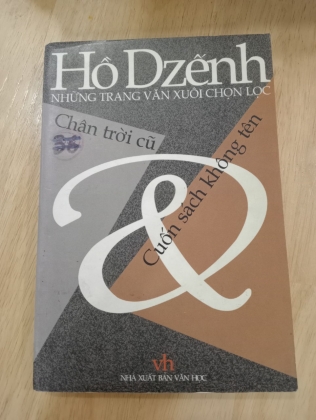 Hồ Dzếnh
NHỮNG TRANG VĂN XUÔI CHỌN LỌC
Chân trời cũ
&
Cuốn sách không tên
vh
NHÀ XUẤT BẢN VĂN HỌC